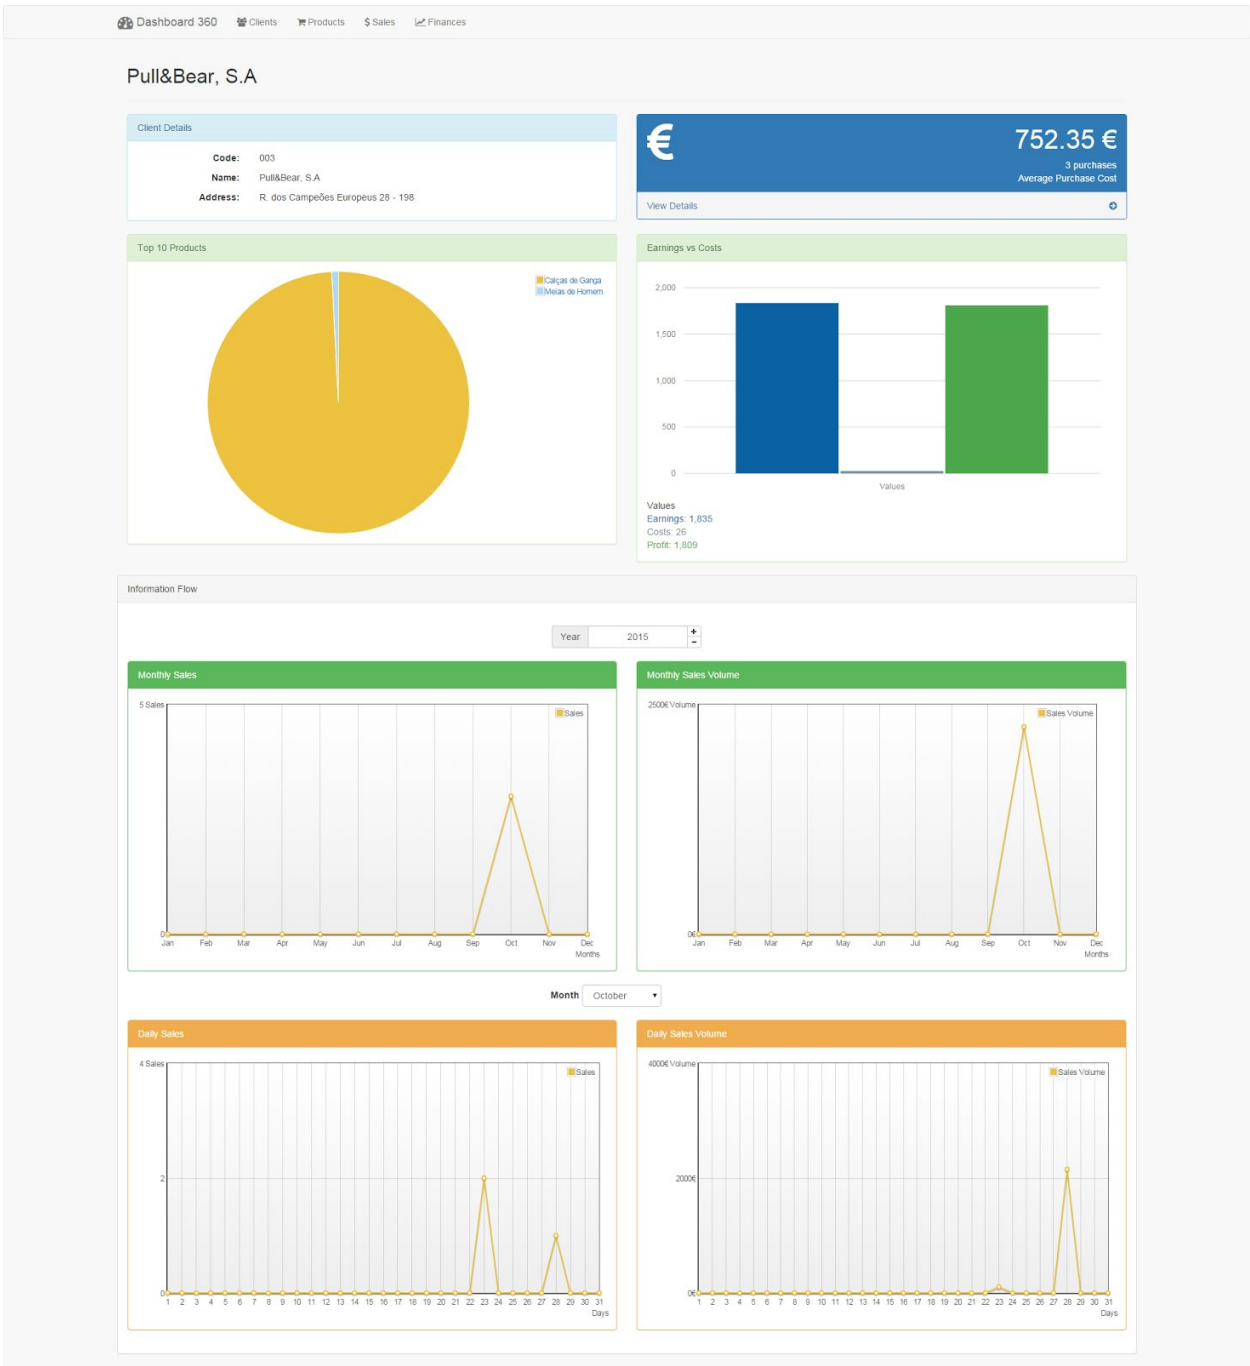 Dashboard 360 Clients Products $ Sales Finances
Pull&Bear, S.A
Client Details
Code: 003
Name: Pull&Bear, S.A
Address: R. dos Campeões Europeus 28 - 198
€
752.35 €
3 purchases
Average Purchase Cost
View Details
Top 10 Products
Calças de Ganga
Meias de Homem
Earnings vs Costs
2,000
1,500
1,000
500
0
Values
Values
Earnings: 1,835
Costs: 26
Profit: 1,809
Information Flow
Year 2015 + -
Monthly Sales
5 Sales
Sales
0
Jan Feb Mar Apr May Jun Jul Aug Sep Oct Nov Dec
Months
Monthly Sales Volume
2500€ Volume
Sales Volume
0€
Jan Feb Mar Apr May Jun Jul Aug Sep Oct Nov Dec
Months
Month October
Daily Sales
4 Sales
Sales
2
0
1 2 3 4 5 6 7 8 9 10 11 12 13 14 15 16 17 18 19 20 21 22 23 24 25 26 27 28 29 30 31
Days
Daily Sales Volume
4000€ Volume
Sales Volume
2000€
0€
1 2 3 4 5 6 7 8 9 10 11 12 13 14 15 16 17 18 19 20 21 22 23 24 25 26 27 28 29 30 31
Days